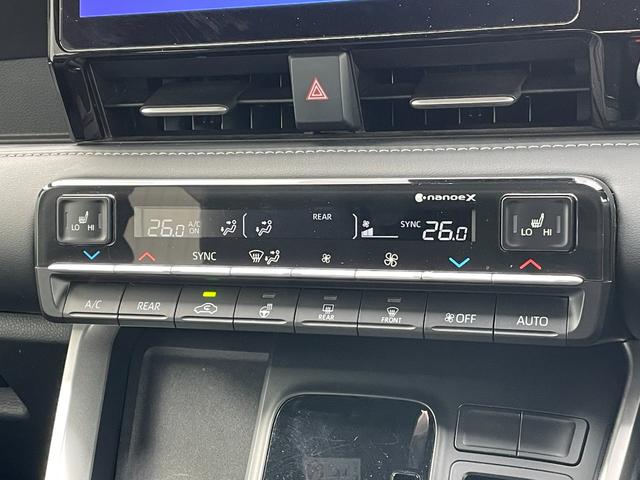 nanoeX
LO HI
26.0 A/C ON
REAR
SYNC 26.0
LO HI
SYNC
A/C
REAR
REAR
FRONT
OFF
AUTO